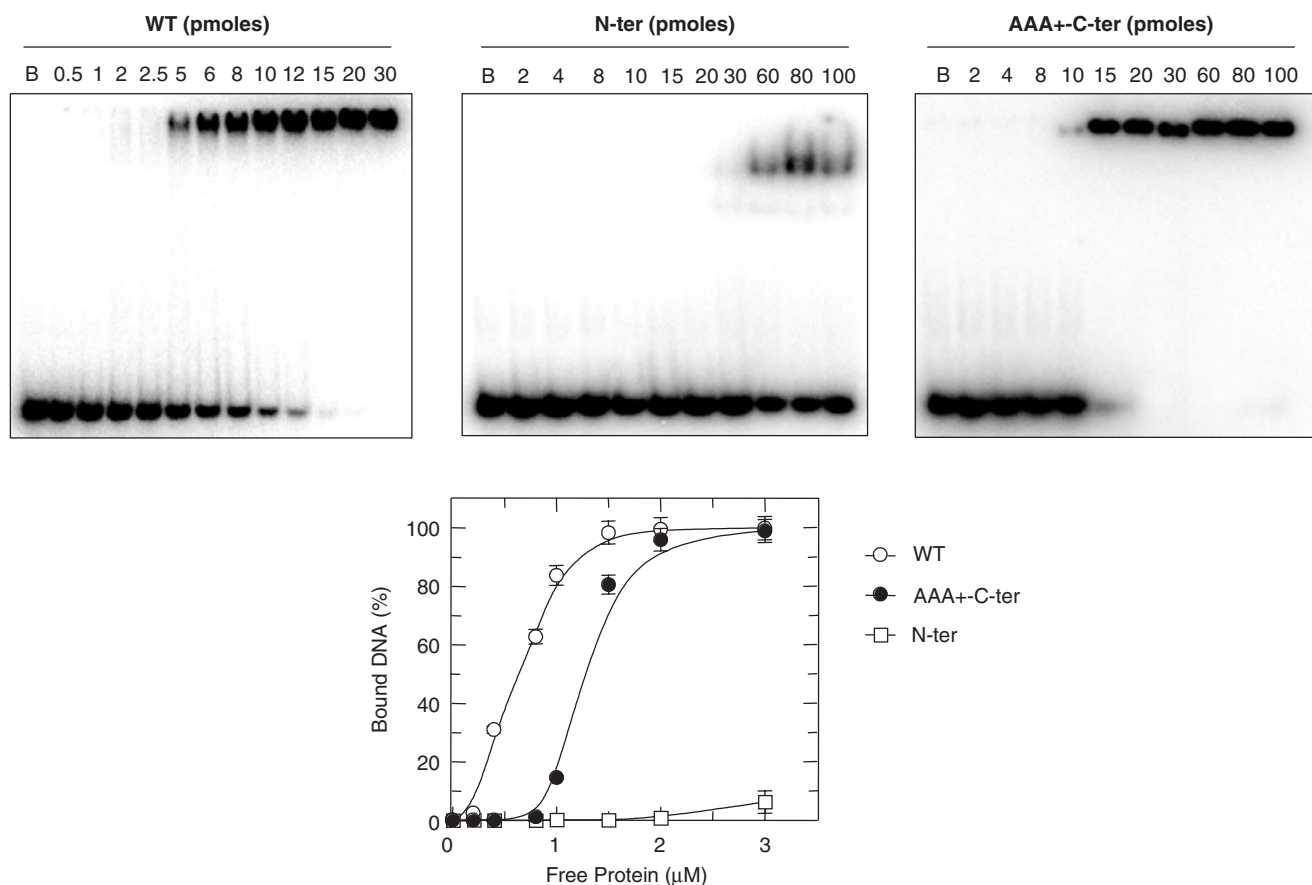 WT (pmoles)
B 0.5 1 2 2.5 5 6 8 10 12 15 20 30
N-ter (pmoles)
B 2 4 8 10 15 20 30 60 80 100
AAA+-C-ter (pmoles)
B 2 4 8 10 15 20 30 60 80 100
100
80
60
40
20
0
Bound DNA (%)
0 1 2 3
Free Protein (μM)
WT
AAA+-C-ter
N-ter